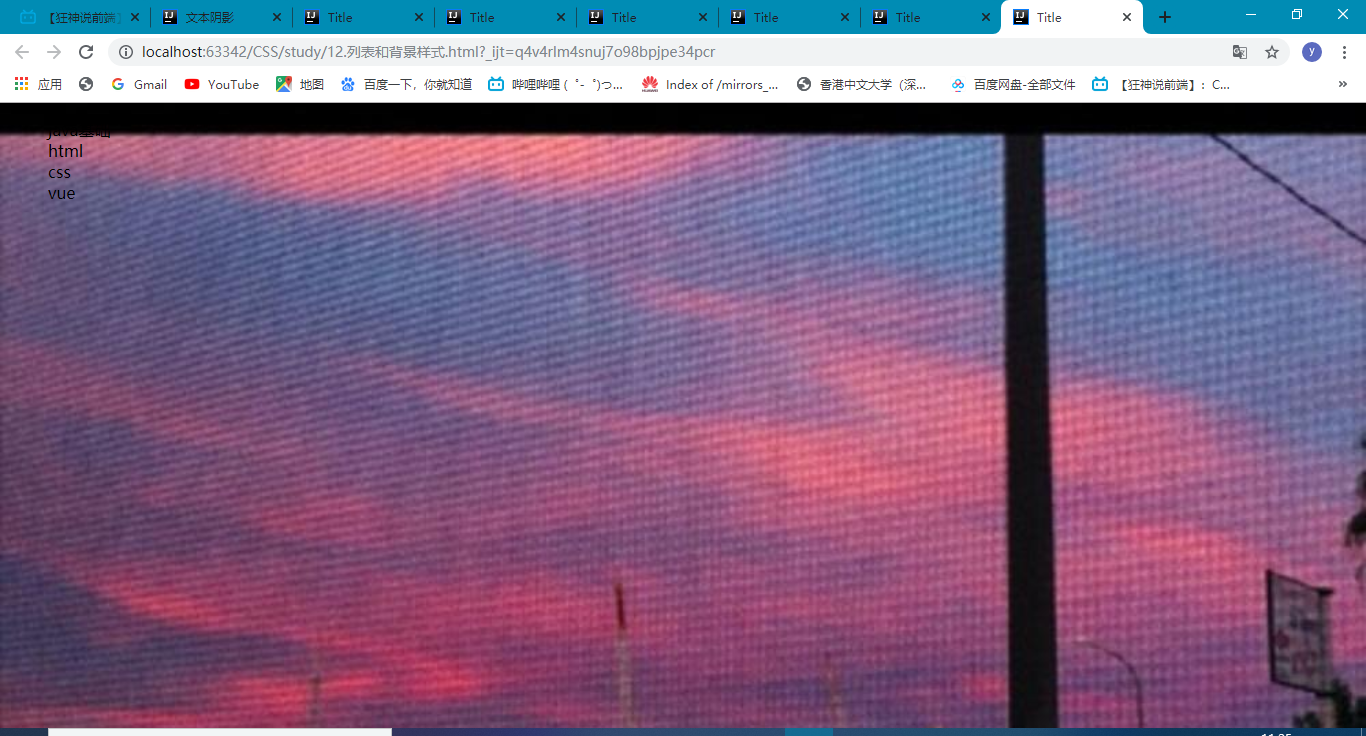 【狂神说前端】
文本阴影
Title
Title
Title
Title
Title
Title
localhost:63342/CSS/study/12.列表和背景样式.html?_ijt=q4v4rlm4snuj7o98bpjpe34pcr
y
应用
Gmail
YouTube
地图
百度一下，你就知道
哔哩哔哩 (゜-゜)つ...
HUAWEI
Index of /mirrors_...
香港中文大学（深...
百度网盘-全部文件
【狂神说前端】：C...
java基础
html
css
vue